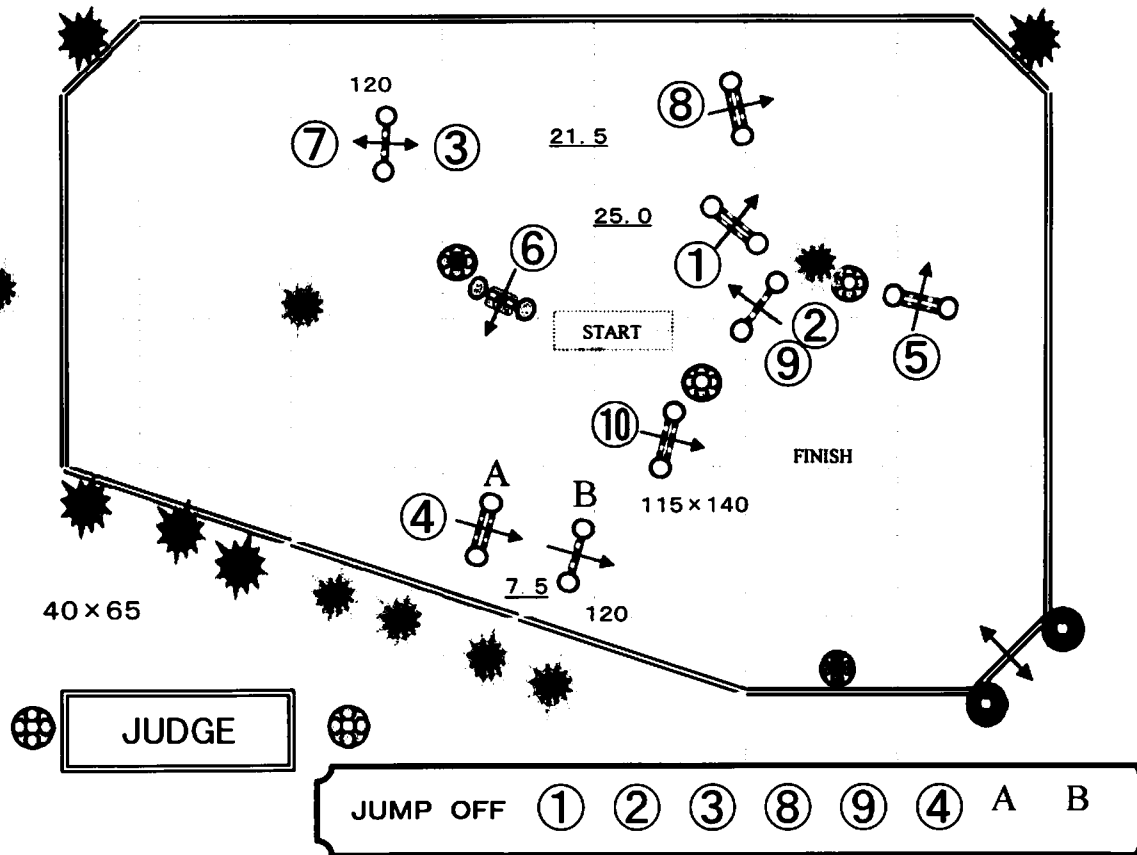 120
⑧
21.5
⑦ ③
25.0
⑥
①
START
②
⑨
⑤
⑩
FINISH
A
B
115×140
④
7.5
120
40×65
JUDGE
JUMP OFF ① ② ③ ⑧ ⑨ ④ A B